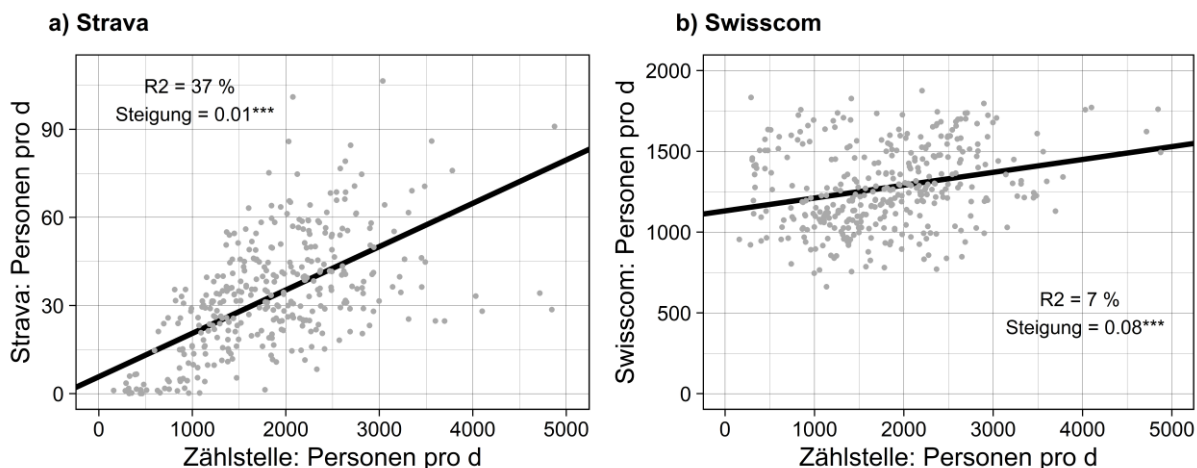 a) Strava
R2 = 37 %
Steigung = 0.01***
Strava: Personen pro d
90
60
30
0
0 1000 2000 3000 4000 5000
Zählstelle: Personen pro d
b) Swisscom
2000
1500
1000
500
0
R2 = 7 %
Steigung = 0.08***
Swisscom: Personen pro d
0 1000 2000 3000 4000 5000
Zählstelle: Personen pro d